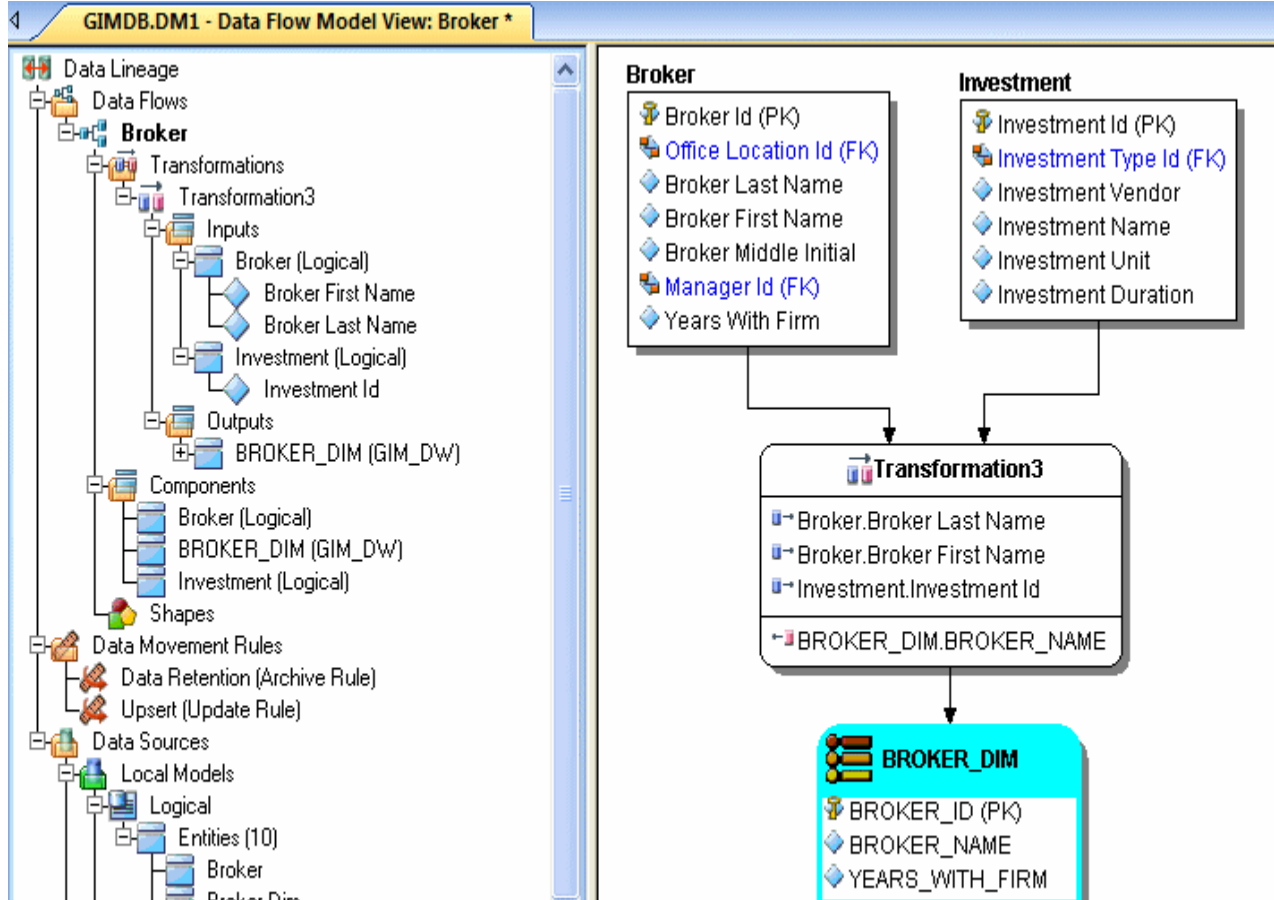 GIMDB.DM1 - Data Flow Model View: Broker *
Data Lineage
Data Flows
Broker
Transformations
Transformation3
Inputs
Broker (Logical)
Broker First Name
Broker Last Name
Investment (Logical)
Investment Id
Outputs
BROKER_DIM (GIM_DW)
Components
Broker (Logical)
BROKER_DIM (GIM_DW)
Investment (Logical)
Shapes
Data Movement Rules
Data Retention (Archive Rule)
Upsert (Update Rule)
Data Sources
Local Models
Logical
Entities (10)
Broker
Broker Dim
Broker
Broker Id (PK)
Office Location Id (FK)
Broker Last Name
Broker First Name
Broker Middle Initial
Manager Id (FK)
Years With Firm
Investment
Investment Id (PK)
Investment Type Id (FK)
Investment Vendor
Investment Name
Investment Unit
Investment Duration
Transformation3
Broker.Broker Last Name
Broker.Broker First Name
Investment.Investment Id
BROKER_DIM.BROKER_NAME
BROKER_DIM
BROKER_ID (PK)
BROKER_NAME
YEARS_WITH_FIRM